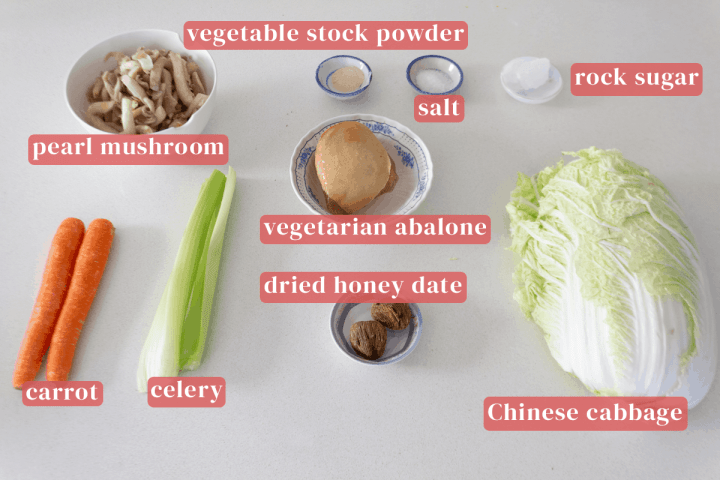 vegetable stock powder
rock sugar
salt
pearl mushroom
vegetarian abalone
dried honey date
carrot
celery
Chinese cabbage